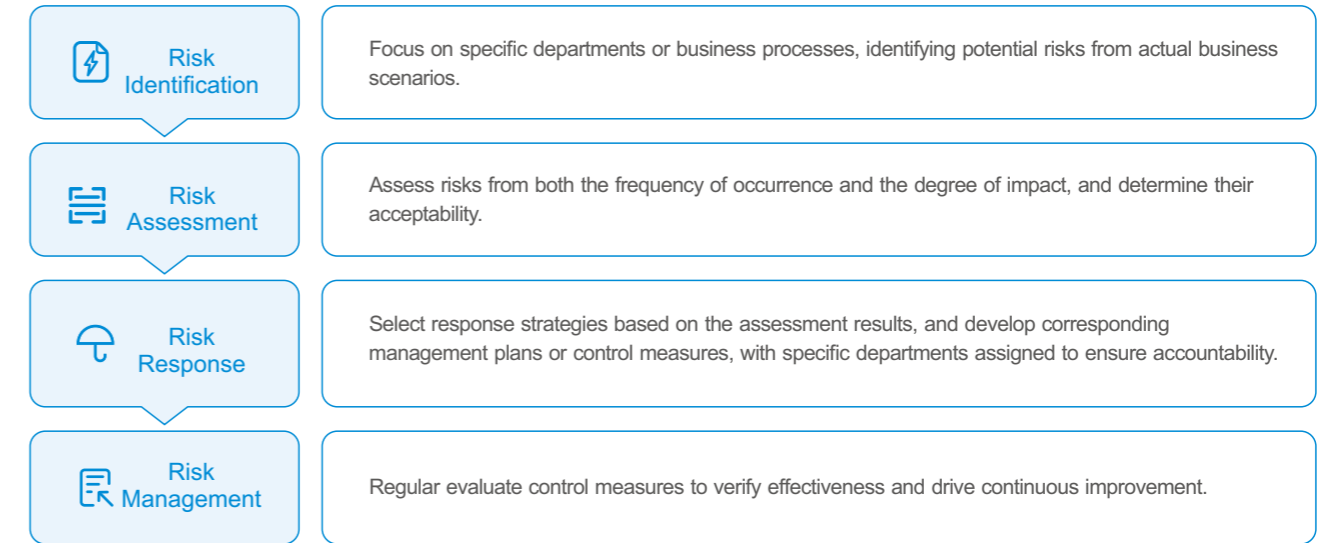 Risk
Identification
Focus on specific departments or business processes, identifying potential risks from actual business
scenarios.
Risk
Assessment
Assess risks from both the frequency of occurrence and the degree of impact, and determine their
acceptability.
Risk
Response
Select response strategies based on the assessment results, and develop corresponding
management plans or control measures, with specific departments assigned to ensure accountability.
Risk
Management
Regular evaluate control measures to verify effectiveness and drive continuous improvement.